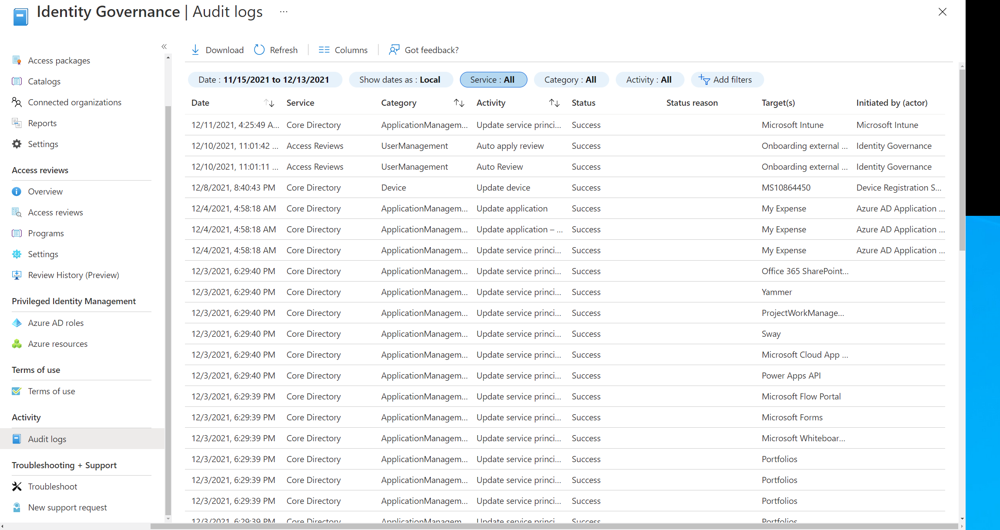 Identity Governance | Audit logs ...
Access packages
Catalogs
Connected organizations
Reports
Settings
Access reviews
Overview
Access reviews
Programs
Settings
Review History (Preview)
Privileged Identity Management
Azure AD roles
Azure resources
Terms of use
Terms of use
Activity
Audit logs
Troubleshooting + Support
Troubleshoot
New support request
Download Refresh Columns Got feedback?
Date : 11/15/2021 to 12/13/2021 Show dates as : Local Service : All Category : All Activity : All Add filters
Date Service Category Activity Status Status reason Target(s) Initiated by (actor)
12/11/2021, 4:25:49 A... Core Directory ApplicationManagem... Update service princi... Success Microsoft Intune Microsoft Intune
12/10/2021, 11:01:42 ... Access Reviews UserManagement Auto apply review Success Onboarding external ... Identity Governance
12/10/2021, 11:01:11 ... Access Reviews UserManagement Auto Review Success Onboarding external ... Identity Governance
12/8/2021, 8:40:43 PM Core Directory Device Update device Success MS10864450 Device Registration S...
12/4/2021, 4:58:18 AM Core Directory ApplicationManagem... Update application Success My Expense Azure AD Application ...
12/4/2021, 4:58:18 AM Core Directory ApplicationManagem... Update application – ... Success My Expense Azure AD Application ...
12/4/2021, 4:58:18 AM Core Directory ApplicationManagem... Update service princi... Success My Expense Azure AD Application ...
12/3/2021, 6:29:40 PM Core Directory ApplicationManagem... Update service princi... Success Office 365 SharePoint...
12/3/2021, 6:29:40 PM Core Directory ApplicationManagem... Update service princi... Success Yammer
12/3/2021, 6:29:40 PM Core Directory ApplicationManagem... Update service princi... Success ProjectWorkManage...
12/3/2021, 6:29:40 PM Core Directory ApplicationManagem... Update service princi... Success Sway
12/3/2021, 6:29:40 PM Core Directory ApplicationManagem... Update service princi... Success Microsoft Cloud App ...
12/3/2021, 6:29:40 PM Core Directory ApplicationManagem... Update service princi... Success Power Apps API
12/3/2021, 6:29:39 PM Core Directory ApplicationManagem... Update service princi... Success Microsoft Flow Portal
12/3/2021, 6:29:39 PM Core Directory ApplicationManagem... Update service princi... Success Microsoft Forms
12/3/2021, 6:29:39 PM Core Directory ApplicationManagem... Update service princi... Success Microsoft Whiteboar...
12/3/2021, 6:29:39 PM Core Directory ApplicationManagem... Update service princi... Success Portfolios
12/3/2021, 6:29:39 PM Core Directory ApplicationManagem... Update service princi... Success Portfolios
12/3/2021, 6:29:39 PM Core Directory ApplicationManagem... Update service princi... Success Portfolios
12/3/2021, 6:29:39 PM Core Directory ApplicationManagem... Update service princi... Success Portfolios